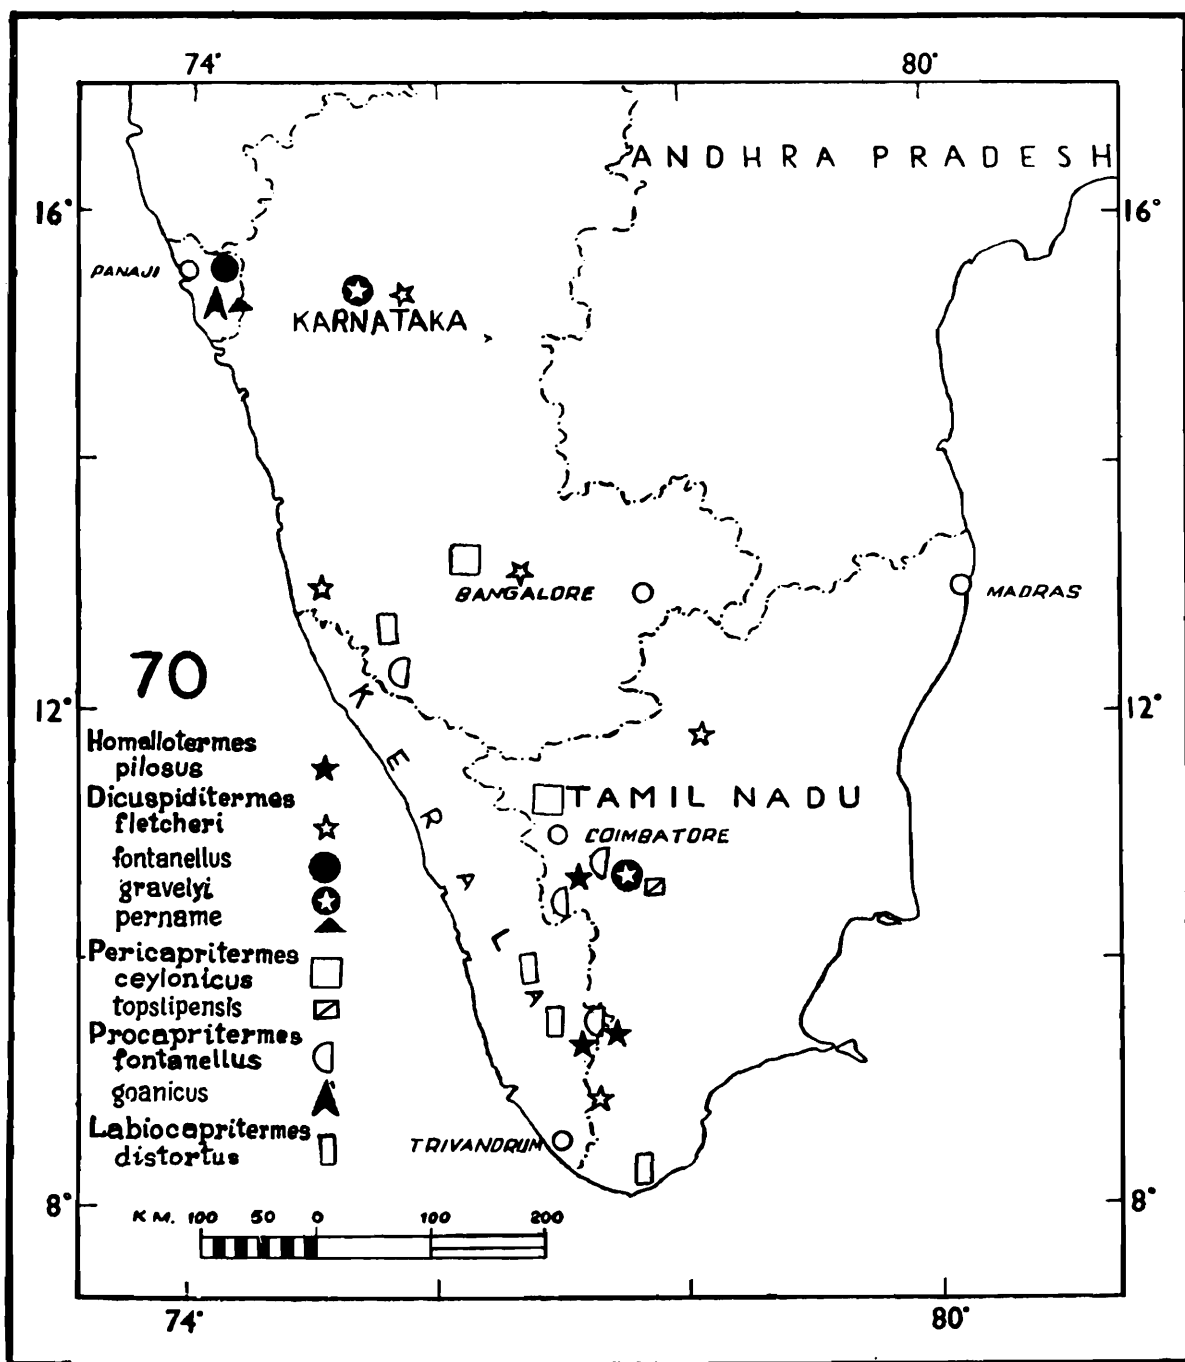 74° 80°
ANDHRA PRADESH
16° 16°
PANAJI
KARNATAKA
BANGALORE
MADRAS
70
12° 12°
KERALA
Homallotermes
pilosus
Dicuspiditermes
fletcheri
TAMIL NADU
COIMBATORE
fontanellus
gravelyi
pername
Pericapritermes
ceylonicus
topslipensis
Procapritermes
fontanellus
goanicus
Labiocapritermes
distortus
TRIVANDRUM
8° 8°
KM. 100 50 0 100 200
74° 80°